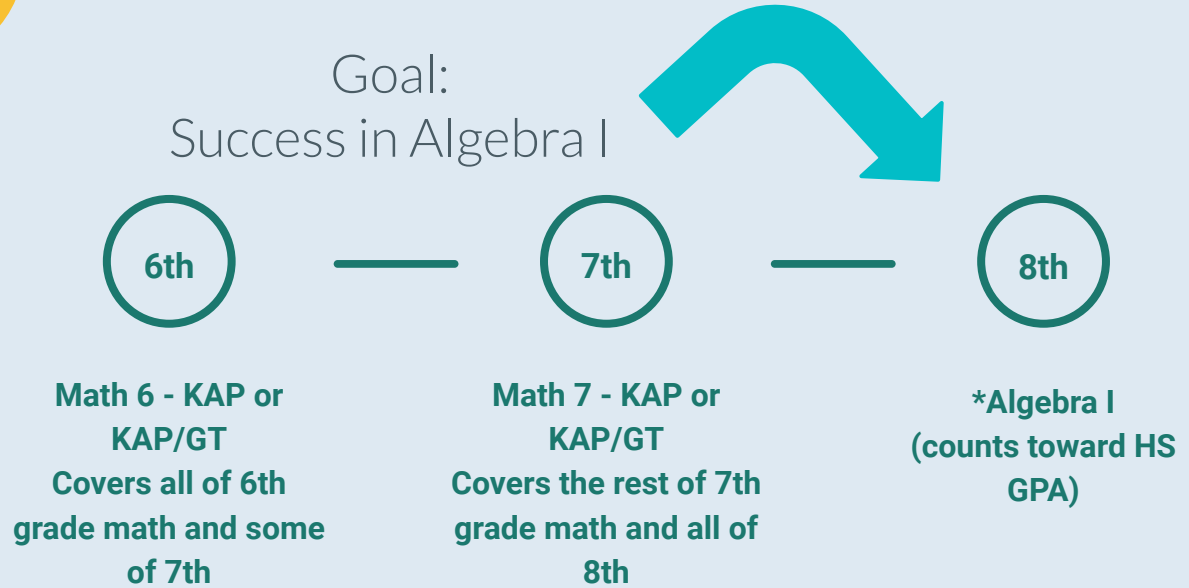 Goal:
Success in Algebra I
6th
7th
8th
Math 6 - KAP or
KAP/GT
Covers all of 6th
grade math and some
of 7th
Math 7 - KAP or
KAP/GT
Covers the rest of 7th
grade math and all of
8th
*Algebra I
(counts toward HS
GPA)